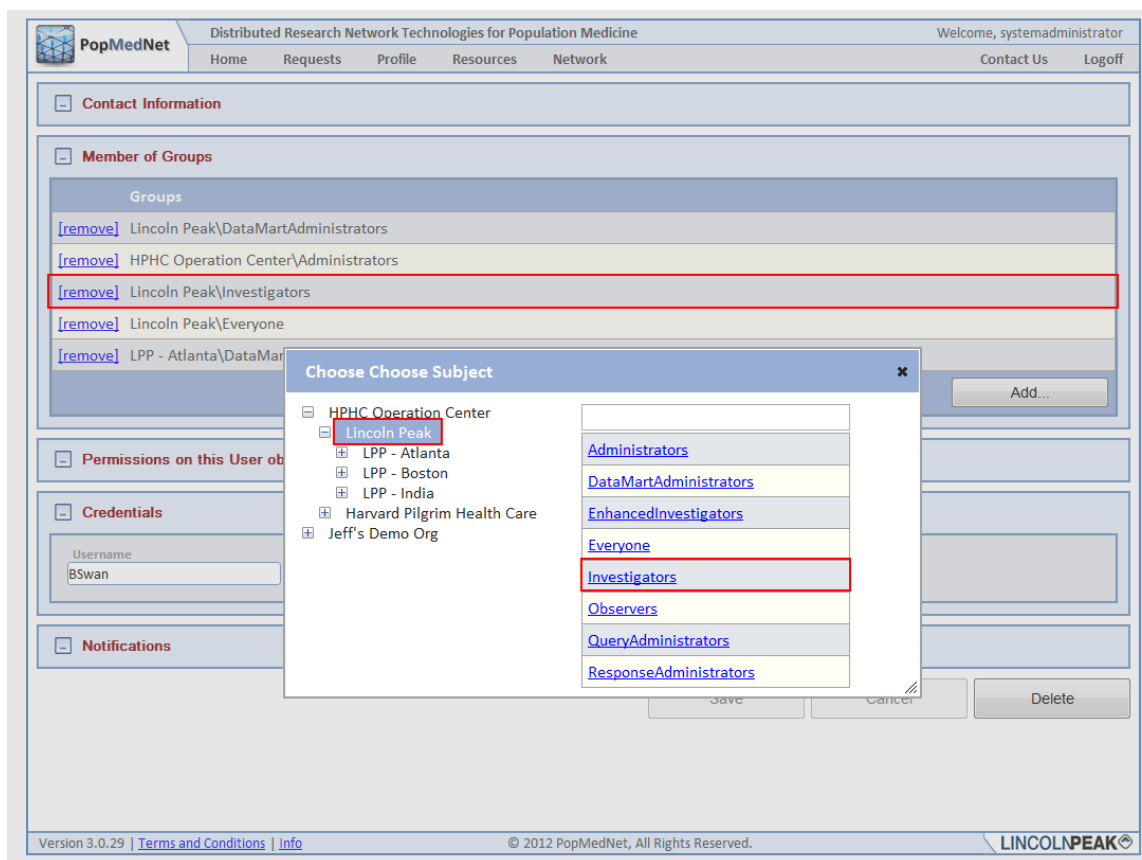 PopMedNet
Distributed Research Network Technologies for Population Medicine
Welcome, systemadministrator
Home Requests Profile Resources Network Contact Us Logoff
Contact Information
Member of Groups
Groups
[remove] Lincoln Peak\DataMartAdministrators
[remove] HPHC Operation Center\Administrators
[remove] Lincoln Peak\Investigators
[remove] Lincoln Peak\Everyone
[remove] LPP - Atlanta\DataMar
Add...
Choose Choose Subject
HPHC Operation Center
Lincoln Peak
LPP - Atlanta
LPP - Boston
LPP - India
Harvard Pilgrim Health Care
Jeff's Demo Org
Administrators
DataMartAdministrators
EnhancedInvestigators
Everyone
Investigators
Observers
QueryAdministrators
ResponseAdministrators
Permissions on this User ob
Credentials
Username
BSwan
Notifications
Save Cancel Delete
Version 3.0.29 | Terms and Conditions | Info
© 2012 PopMedNet, All Rights Reserved.
LINCOLNPEAK